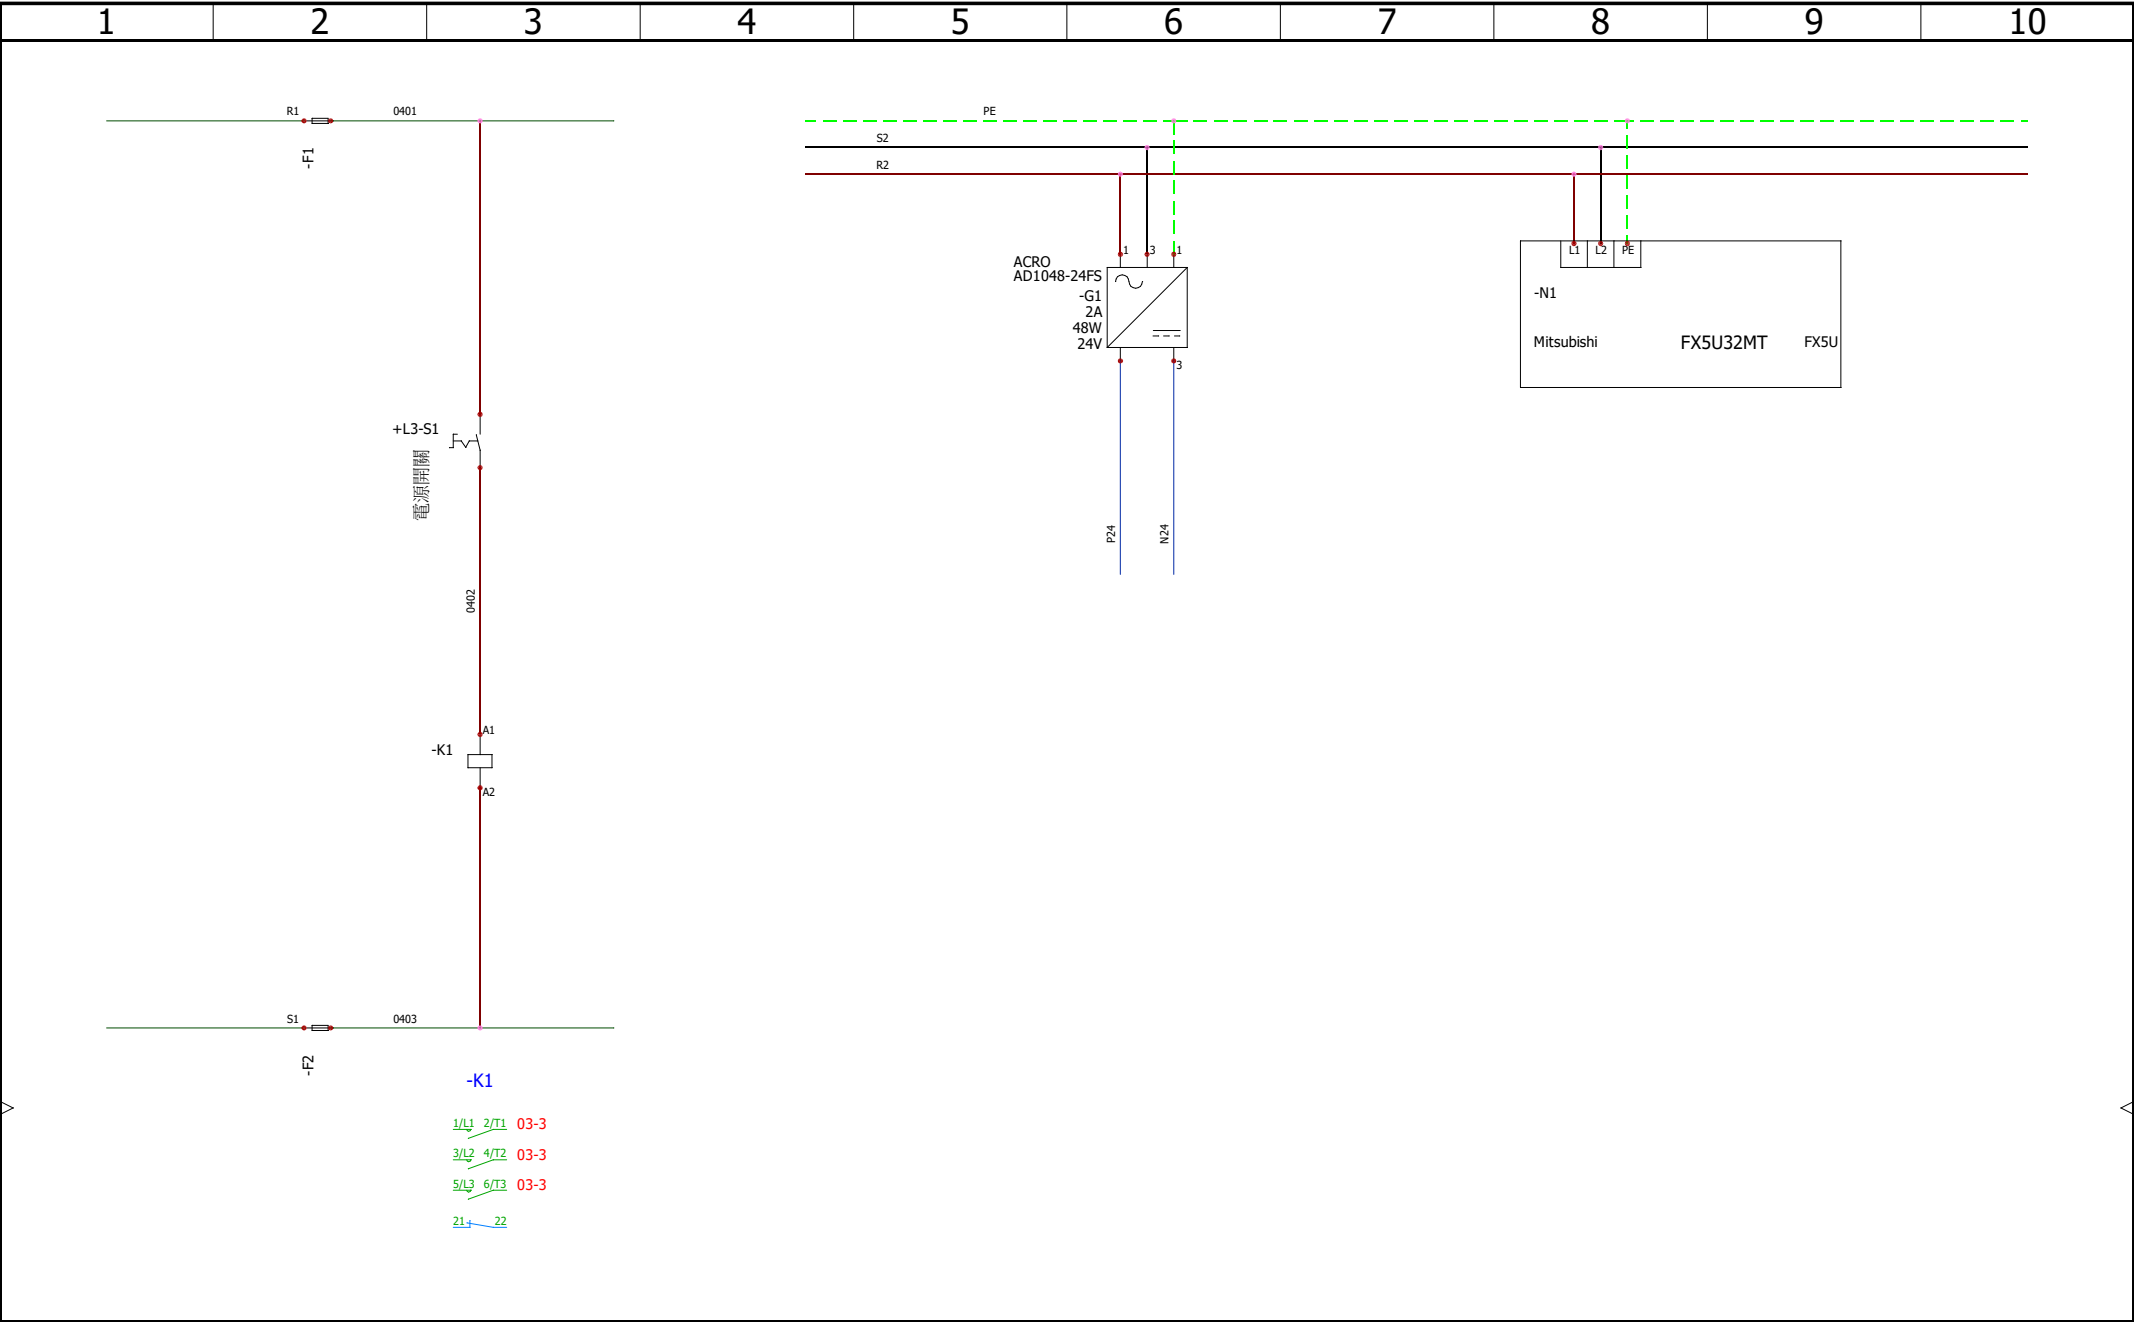 1 2 3 4 5 6 7 8 9 10
R1 0401
-F1
+L3-S1
電源開關
0402
A1
-K1
A2
S1 0403
-F2
-K1
1/L1 2/T1 03-3
3/L2 4/T2 03-3
5/L3 6/T3 03-3
21 22
PE
S2
R2
1 3 1
ACRO
AD1048-24FS
-G1
2A
48W
24V
3
P24
N24
L1 L2 PE
-N1
Mitsubishi FX5U32MT FX5U